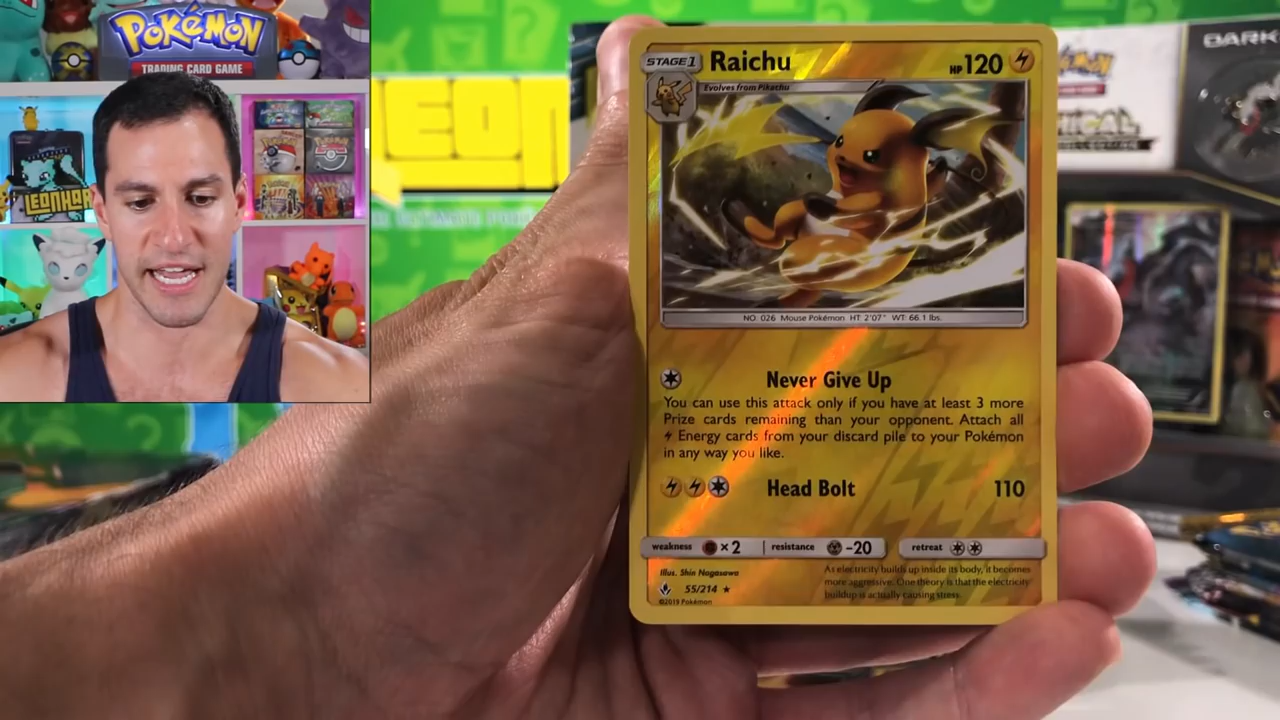 POKÉMON
TRADING CARD GAME
LEONHAR
EON
DARK
STAGE 1
Raichu
HP 120
Evolves from Pikachu
NO. 026 Mouse Pokémon HT: 2'07" WT: 66.1 lbs.
Never Give Up
You can use this attack only if you have at least 3 more
Prize cards remaining than your opponent. Attach all
Energy cards from your discard pile to your Pokémon
in any way you like.
Head Bolt 110
weakness ×2 resistance -20 retreat
Illus. Shin Nagasawa
55/214 ★
©2019 Pokémon
As electricity builds up inside its body, it becomes
more aggressive. One theory is that the electricity
buildup is actually causing stress.